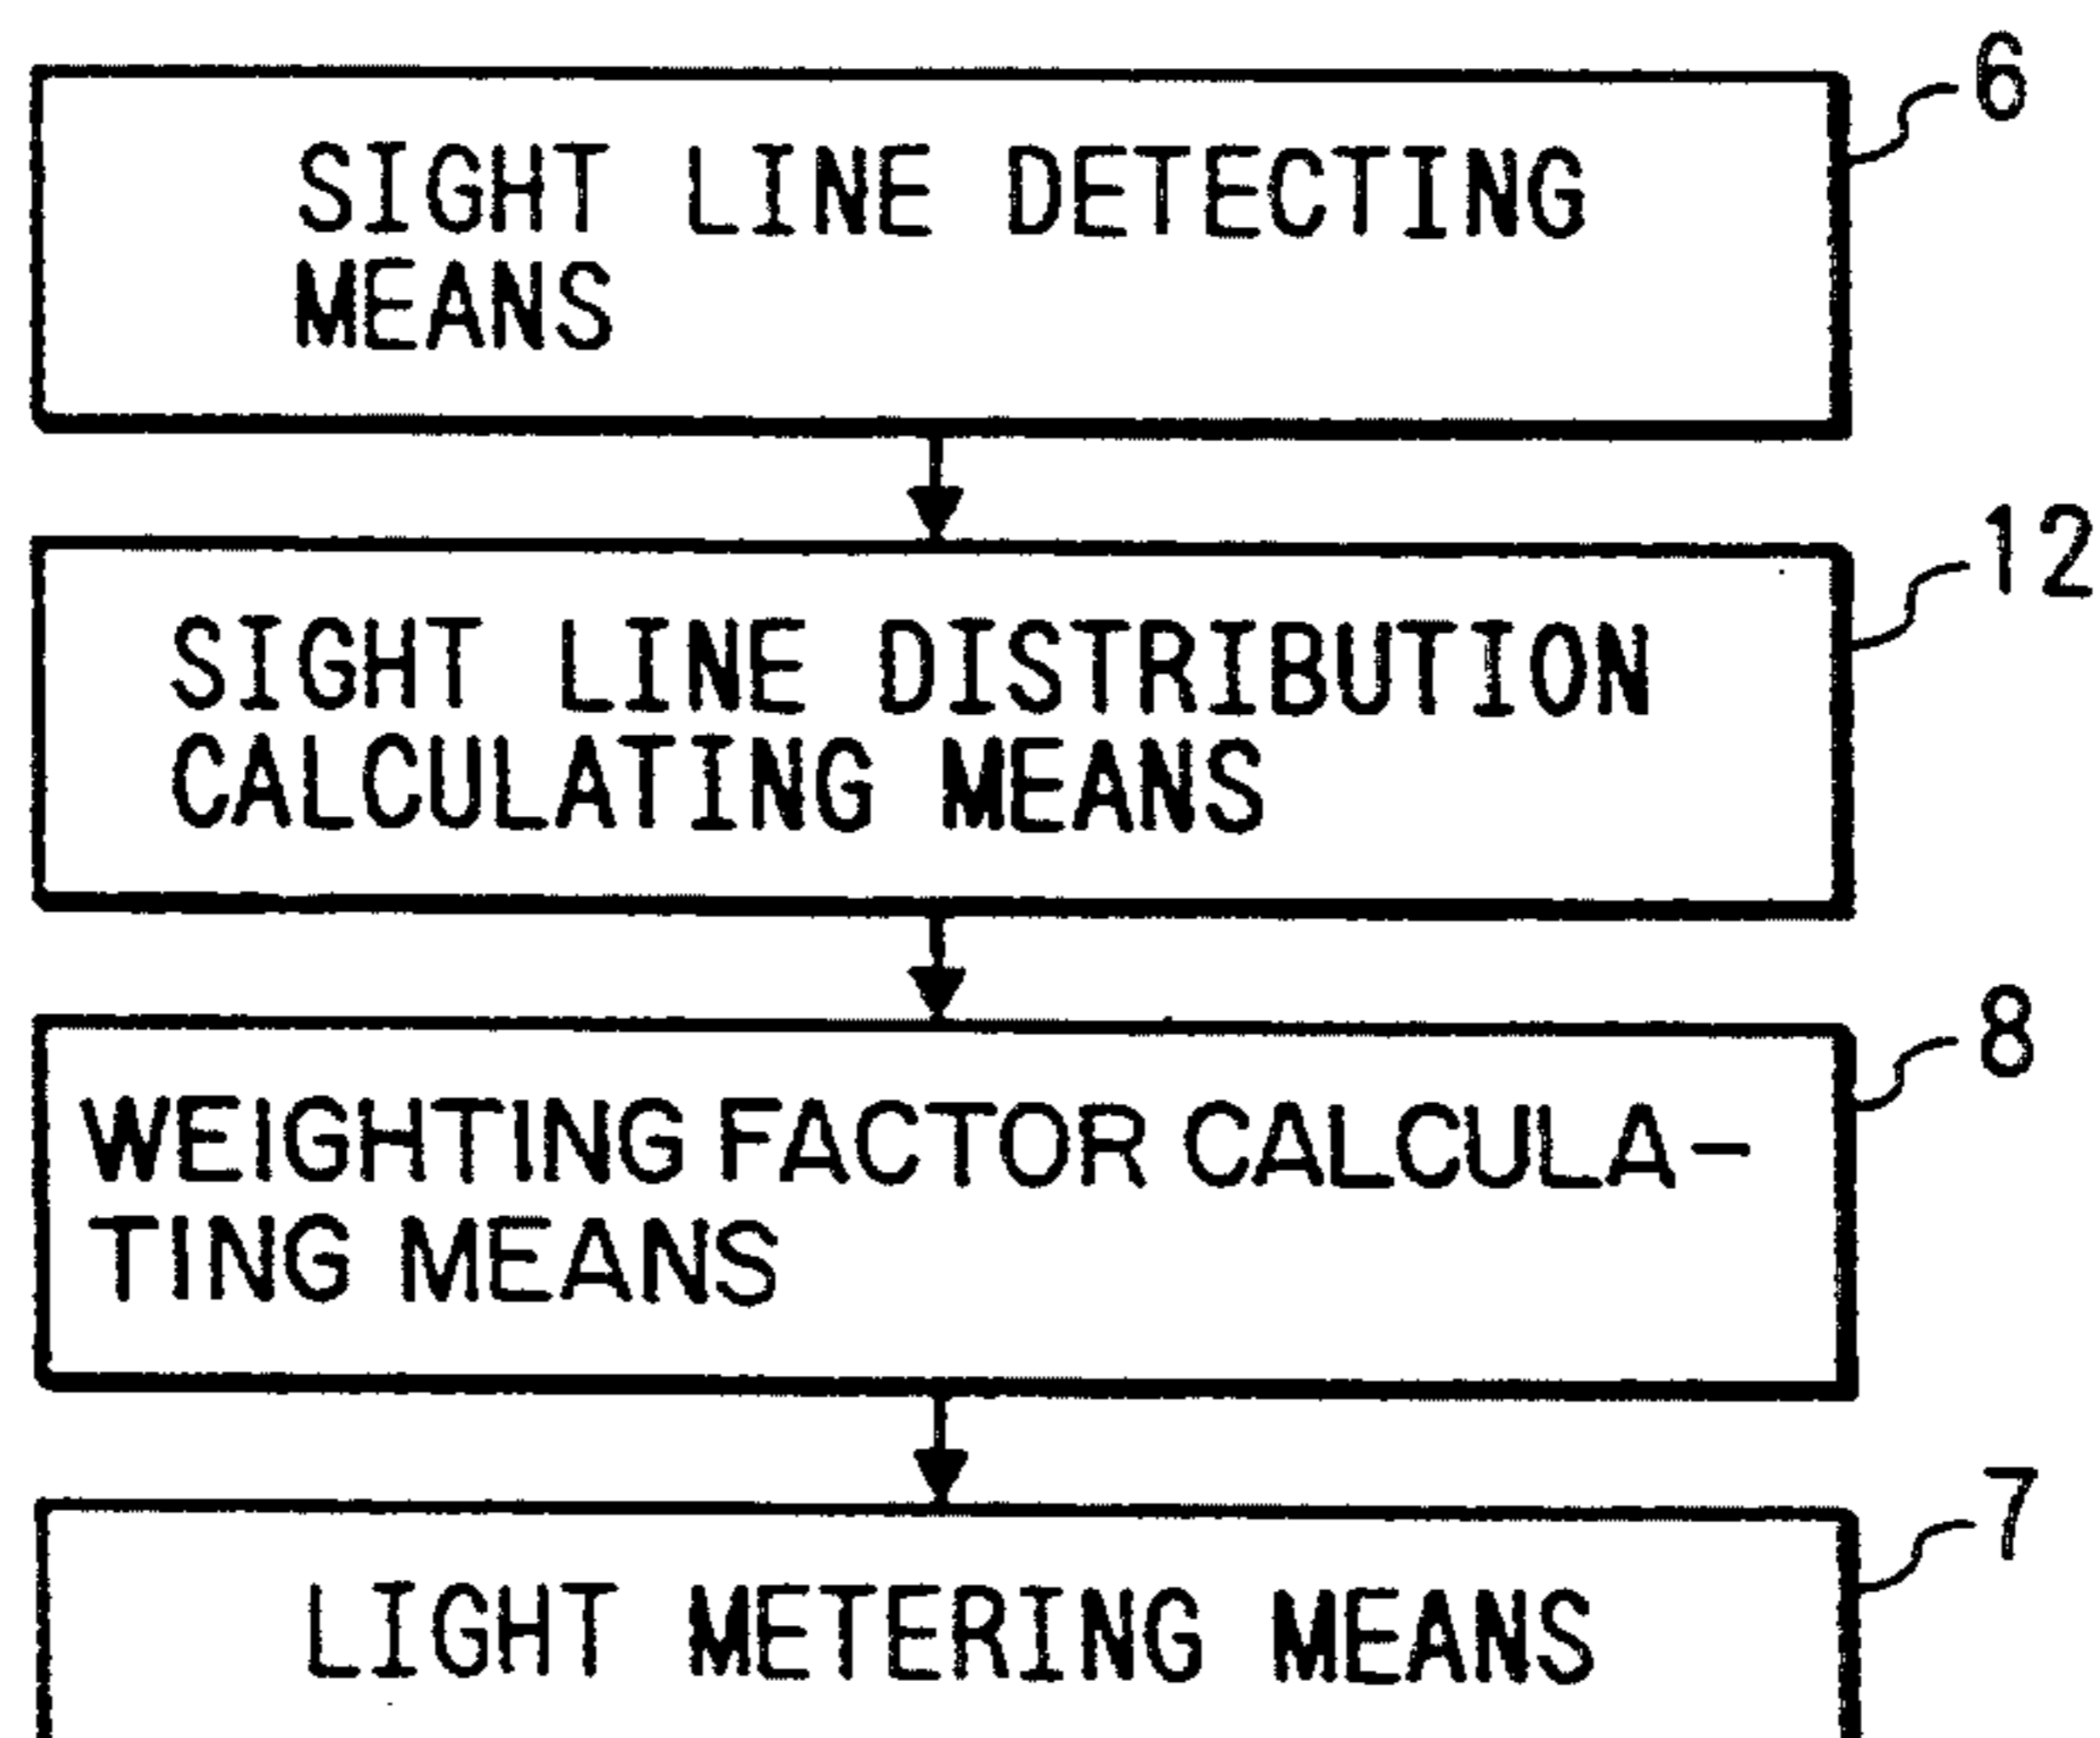 6
SIGHT LINE DETECTING
MEANS
12
SIGHT LINE DISTRIBUTION
CALCULATING MEANS
8
WEIGHTING FACTOR CALCULA-
TING MEANS
7
LIGHT METERING MEANS